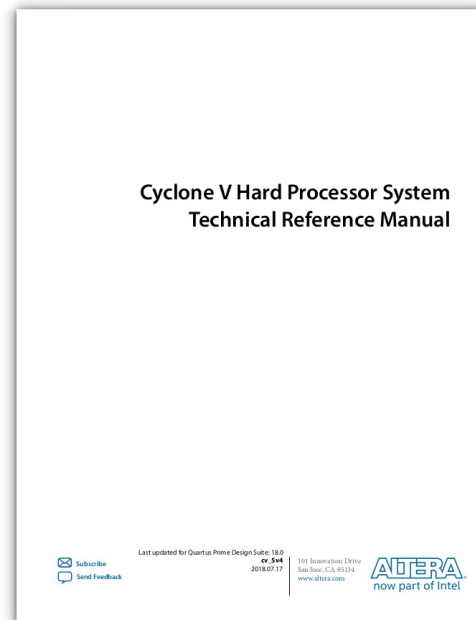 Cyclone V Hard Processor System
Technical Reference Manual
Subscribe
Send Feedback
Last updated for Quartus Prime Design Suite: 18.0
cv_5v4
2018.07.17
101 Innovation Drive
San Jose, CA 95134
www.altera.com
ALTERA®
now part of Intel